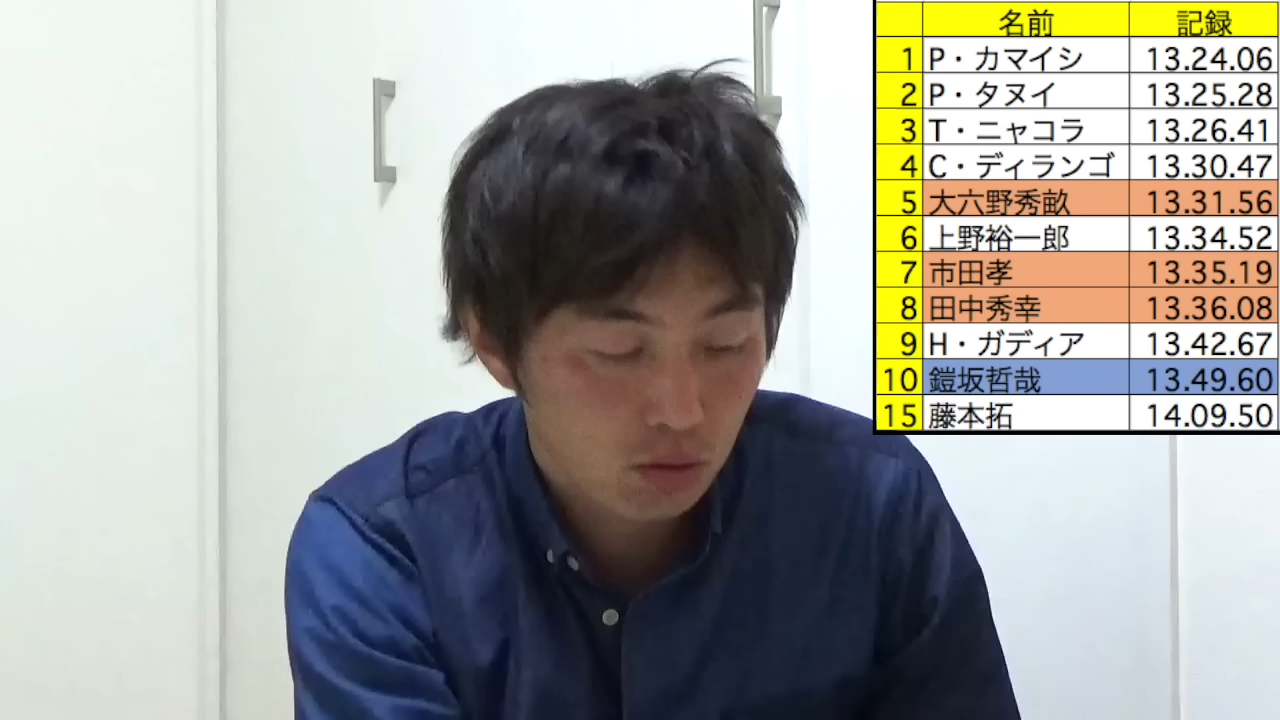 名前 記録
1 P・カマイシ 13.24.06
2 P・タヌイ 13.25.28
3 T・ニャコラ 13.26.41
4 C・ディランゴ 13.30.47
5 大六野秀畝 13.31.56
6 上野裕一郎 13.34.52
7 市田孝 13.35.19
8 田中秀幸 13.36.08
9 H・ガディア 13.42.67
10 鎧坂哲哉 13.49.60
15 藤本拓 14.09.50